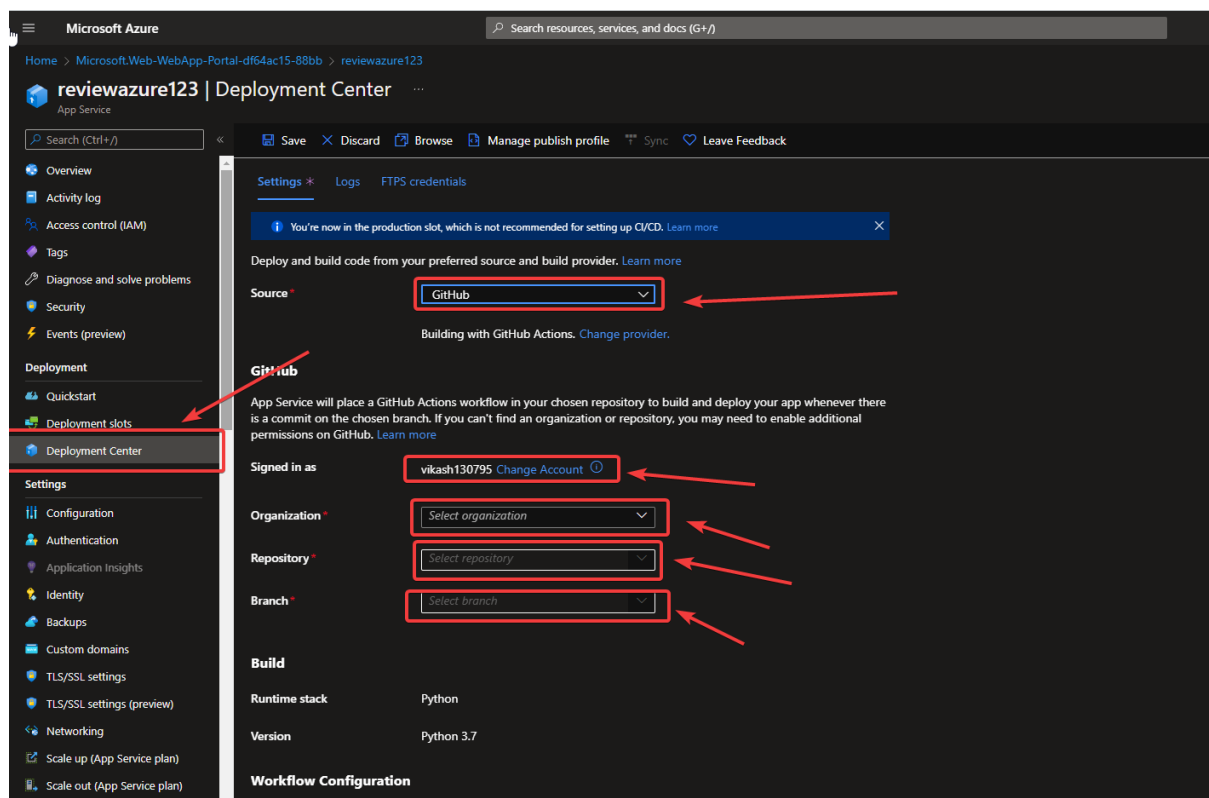 Microsoft Azure
Search resources, services, and docs (G+/)
Home > Microsoft.Web-WebApp-Portal-df64ac15-88bb > reviewazure123
reviewazure123 | Deployment Center ...
App Service
Search (Ctrl+/)
«
Overview
Activity log
Access control (IAM)
Tags
Diagnose and solve problems
Security
Events (preview)
Deployment
Quickstart
Deployment slots
Deployment Center
Settings
Configuration
Authentication
Application Insights
Identity
Backups
Custom domains
TLS/SSL settings
TLS/SSL settings (preview)
Networking
Scale up (App Service plan)
Scale out (App Service plan)
Save Discard Browse Manage publish profile Sync Leave Feedback
Settings * Logs FTPS credentials
You're now in the production slot, which is not recommended for setting up CI/CD. Learn more
Deploy and build code from your preferred source and build provider. Learn more
Source * GitHub
Building with GitHub Actions. Change provider.
GitHub
App Service will place a GitHub Actions workflow in your chosen repository to build and deploy your app whenever there
is a commit on the chosen branch. If you can't find an organization or repository, you may need to enable additional
permissions on GitHub. Learn more
Signed in as vikash130795 Change Account
Organization * Select organization
Repository * Select repository
Branch * Select branch
Build
Runtime stack Python
Version Python 3.7
Workflow Configuration